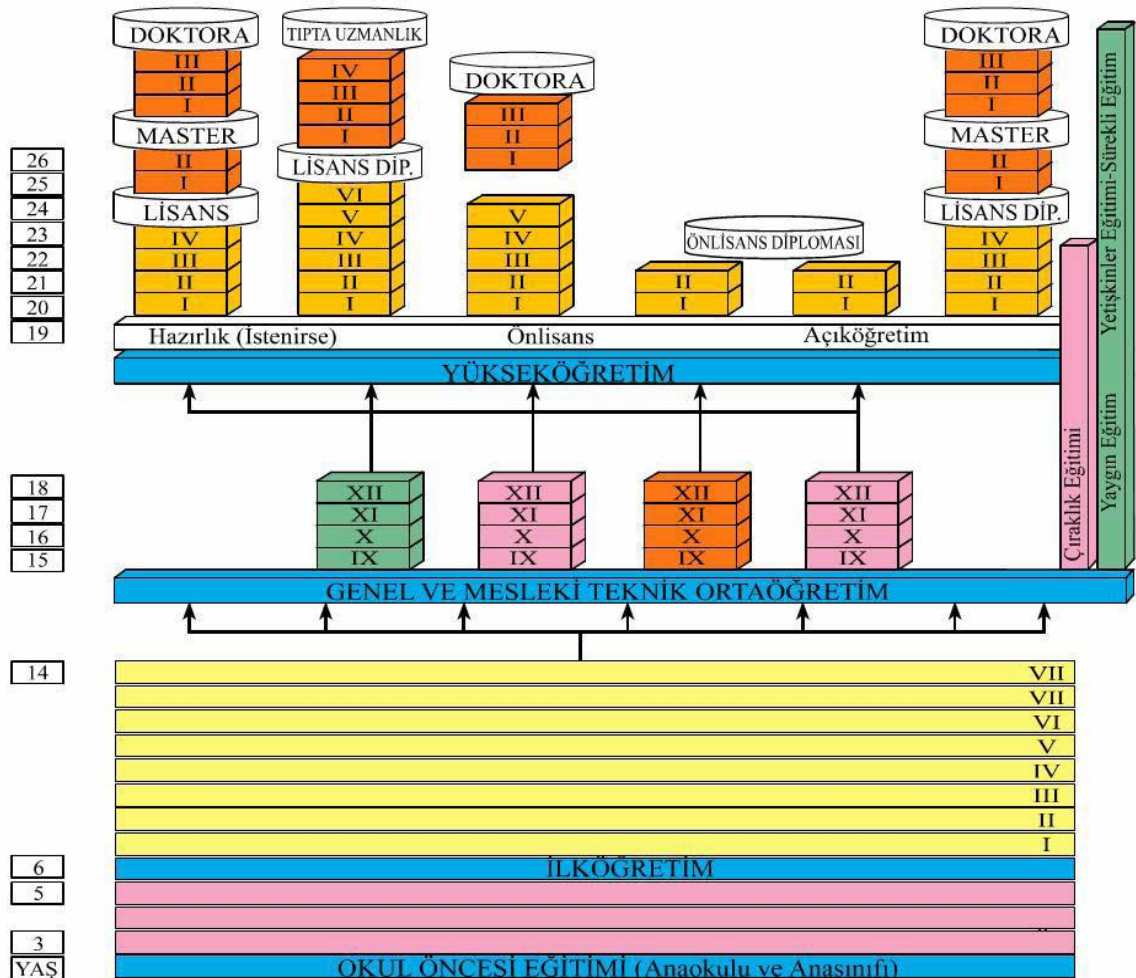 DOKTORA
III
II
I
MASTER
II
I
LİSANS
IV
III
II
I
TIPTA UZMANLIK
IV
III
II
I
LİSANS DİP.
VI
V
IV
III
II
I
DOKTORA
III
II
I
V
IV
III
II
I
ÖNLİSANS DİPLOMASI
II
I
II
I
DOKTORA
III
II
I
MASTER
II
I
LİSANS DİP.
IV
III
II
I
26
25
24
23
22
21
20
19
Hazırlık (İstenirse) Önlisans Açıköğretim
YÜKSEKÖĞRETİM
Çıraklık Eğitimi
Yaygın Eğitim Yetişkinler Eğitimi-Sürekli Eğitim
18
17
16
15
XII
XI
X
IX
XII
XI
X
IX
XII
XI
X
IX
XII
XI
X
IX
GENEL VE MESLEKİ TEKNİK ORTAÖĞRETİM
14 VII
VII
VI
V
IV
III
II
I
6 İLKÖĞRETİM
5
3
YAŞ OKUL ÖNCESİ EĞİTİMİ (Anaokulu ve Anasınıfı)